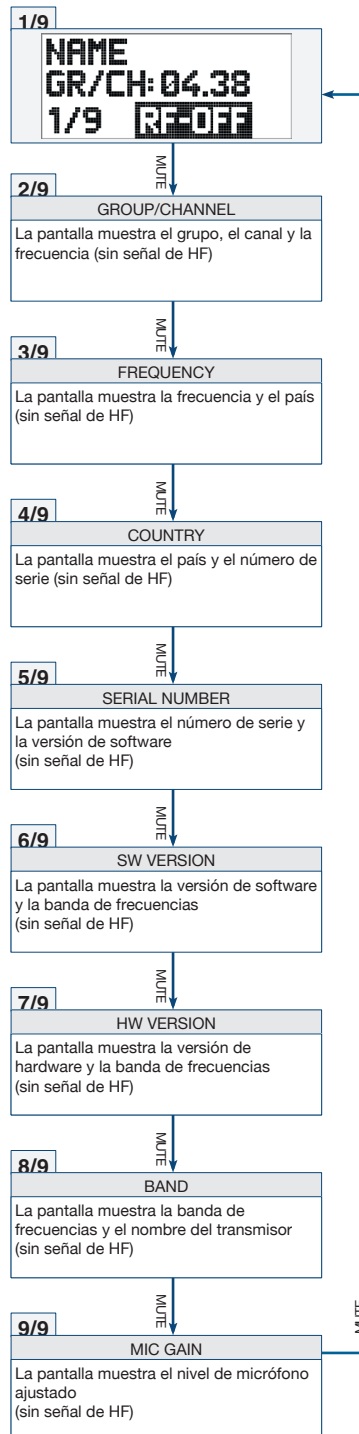 1/9
NAME
GR/CH:04.38
1/9 RF=OFF
MUTE
2/9
GROUP/CHANNEL
La pantalla muestra el grupo, el canal y la
frecuencia (sin señal de HF)
MUTE
3/9
FREQUENCY
La pantalla muestra la frecuencia y el país
(sin señal de HF)
MUTE
4/9
COUNTRY
La pantalla muestra el país y el número de
serie (sin señal de HF)
MUTE
5/9
SERIAL NUMBER
La pantalla muestra el número de serie y
la versión de software
(sin señal de HF)
MUTE
6/9
SW VERSION
La pantalla muestra la versión de software
y la banda de frecuencias
(sin señal de HF)
MUTE
7/9
HW VERSION
La pantalla muestra la versión de
hardware y la banda de frecuencias
(sin señal de HF)
MUTE
8/9
BAND
La pantalla muestra la banda de
frecuencias y el nombre del transmisor
(sin señal de HF)
MUTE
9/9
MIC GAIN
La pantalla muestra el nivel de micrófono
ajustado
(sin señal de HF)
MUTE